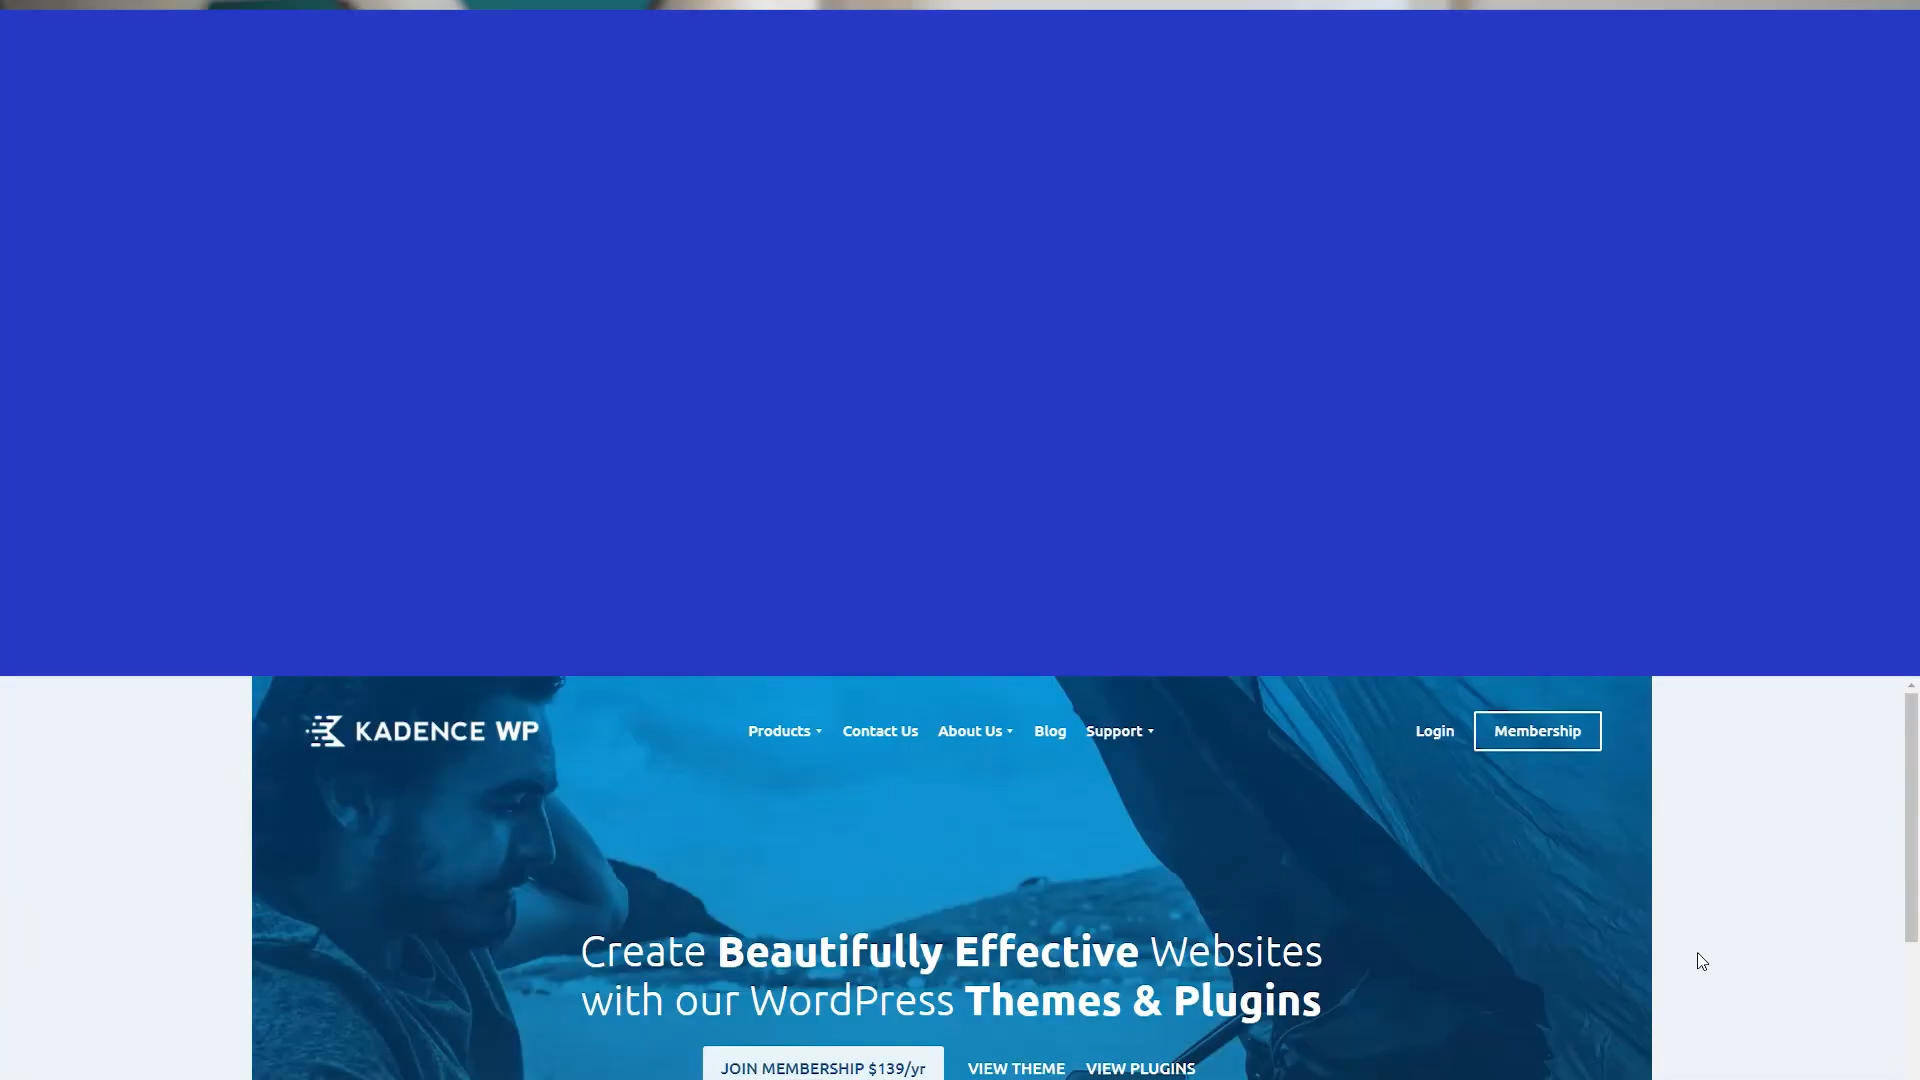 KADENCE WP
Products Contact Us About Us Blog Support
Login Membership
Create Beautifully Effective Websites
with our WordPress Themes & Plugins
JOIN MEMBERSHIP $139/yr VIEW THEME VIEW PLUGINS